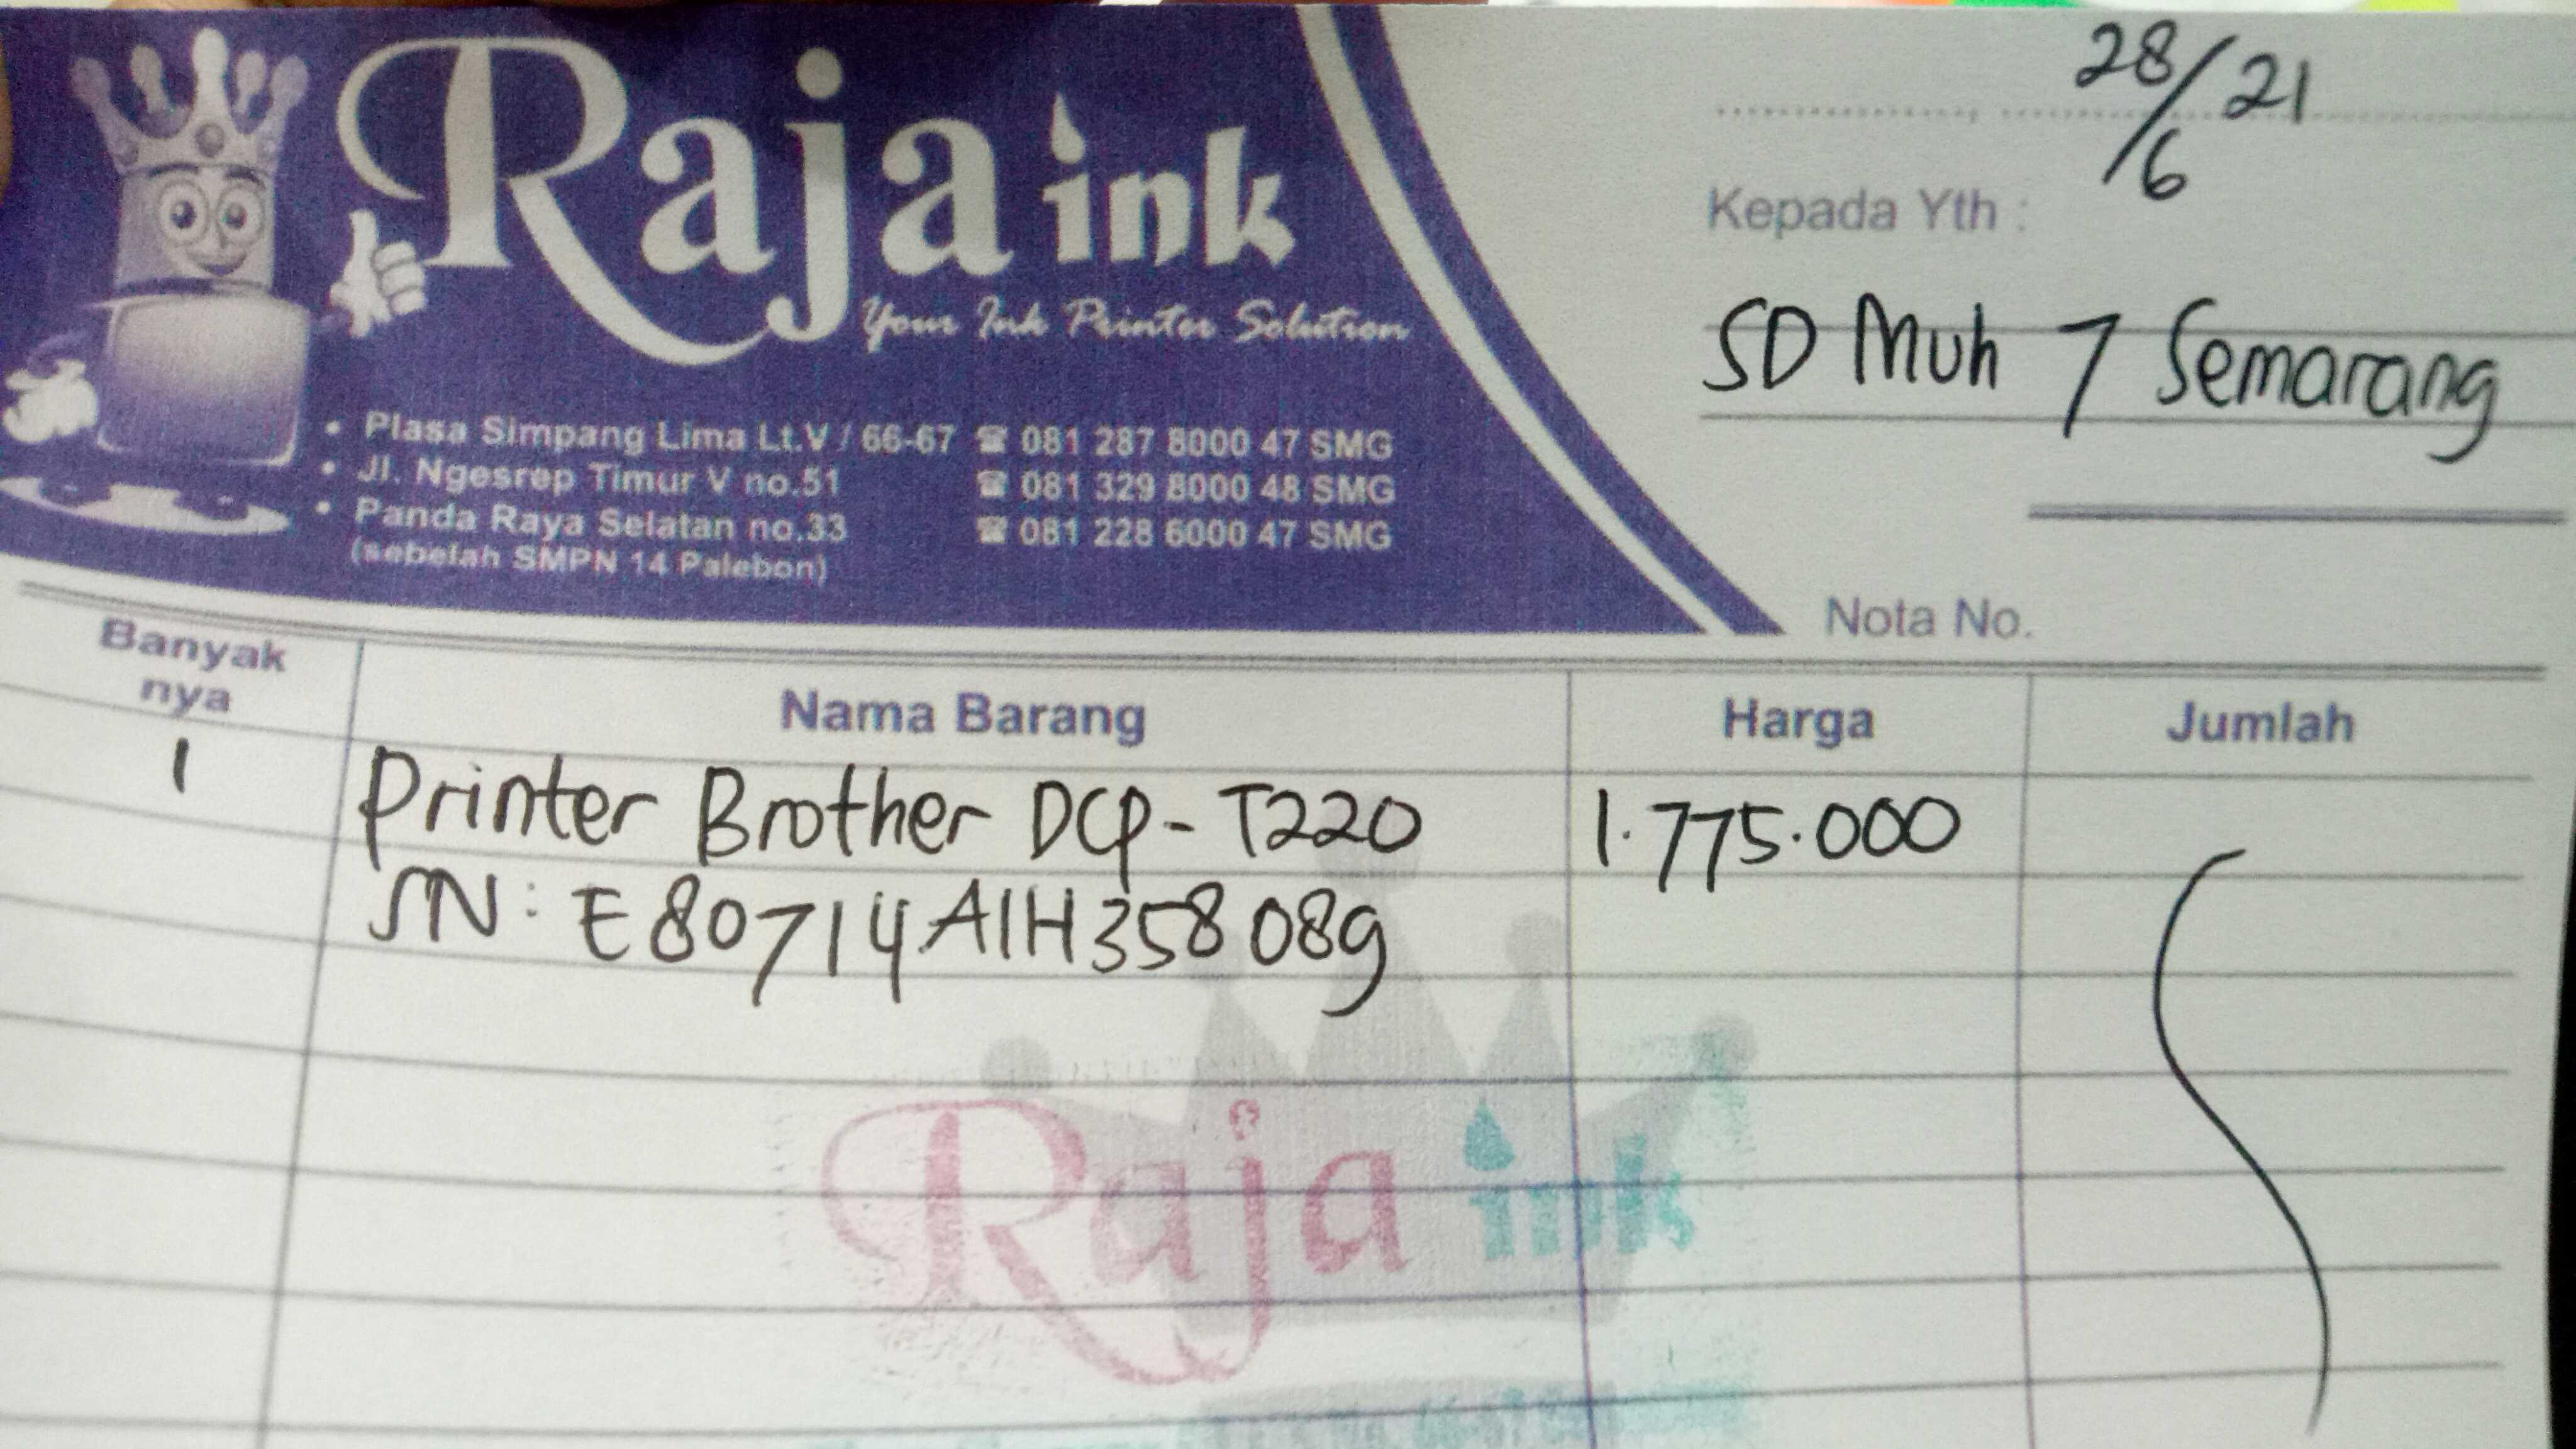 Raja ink
Your Ink Printer Solution
• Plasa Simpang Lima Lt.V / 66-67 ☎ 081 287 8000 47 SMG
• Jl. Ngesrep Timur V no.51 ☎ 081 329 8000 48 SMG
• Panda Raya Selatan no.33 ☎ 081 228 6000 47 SMG
(sebelah SMPN 14 Palebon)
28/6 21
Kepada Yth :
SD Muh 7 Semarang
Nota No.
Banyak nya Nama Barang Harga Jumlah
1 Printer Brother DCP-T220 1.775.000
SN: E80714A1H358089
Raja ink